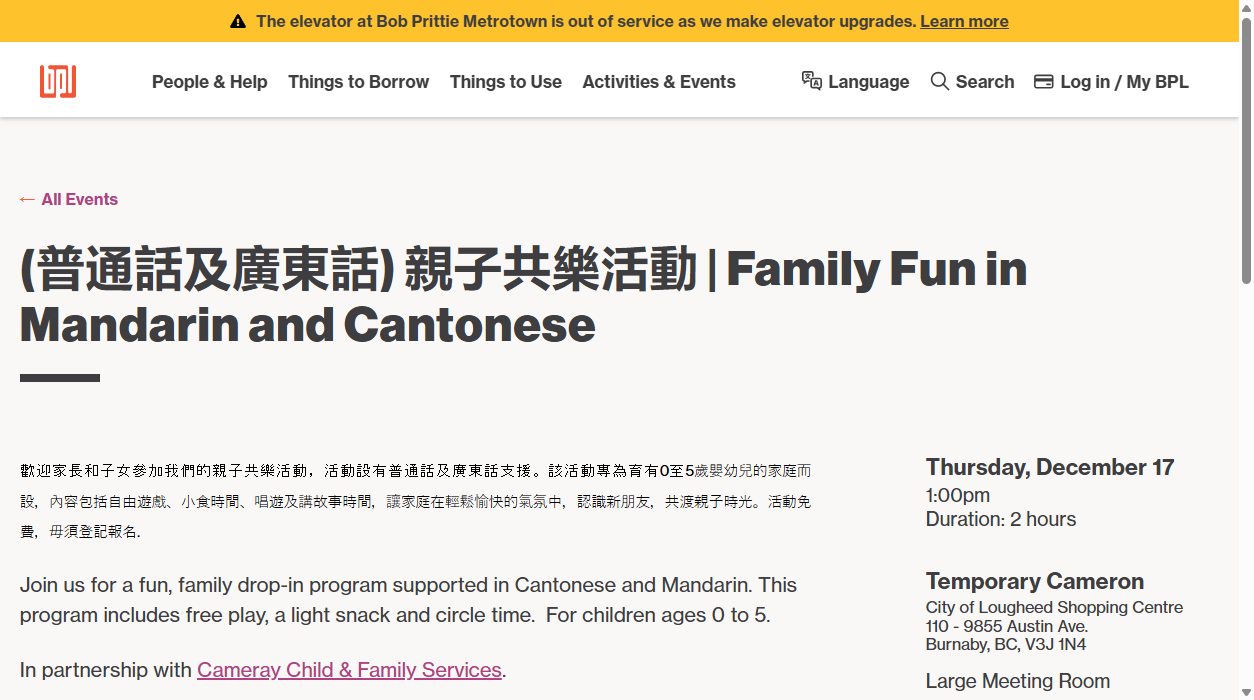 The elevator at Bob Prittie Metrotown is out of service as we make elevator upgrades. Learn more
People & Help
Things to Borrow
Things to Use
Activities & Events
Language
Search
Log in / My BPL
← All Events
(普通話及廣東話) 親子共樂活動 | Family Fun in
Mandarin and Cantonese
歡迎家長和子女參加我們的親子共樂活動，活動設有普通話及廣東話支援。該活動專為育有0至5歲嬰幼兒的家庭而
設，內容包括自由遊戲、小食時間、唱遊及講故事時間，讓家庭在輕鬆愉快的氣氛中，認識新朋友，共渡親子時光。活動免
費，毋須登記報名.
Join us for a fun, family drop-in program supported in Cantonese and Mandarin. This
program includes free play, a light snack and circle time.  For children ages 0 to 5.
In partnership with Cameray Child & Family Services.
Thursday, December 17
1:00pm
Duration: 2 hours
Temporary Cameron
City of Lougheed Shopping Centre
110 - 9855 Austin Ave.
Burnaby, BC, V3J 1N4
Large Meeting Room